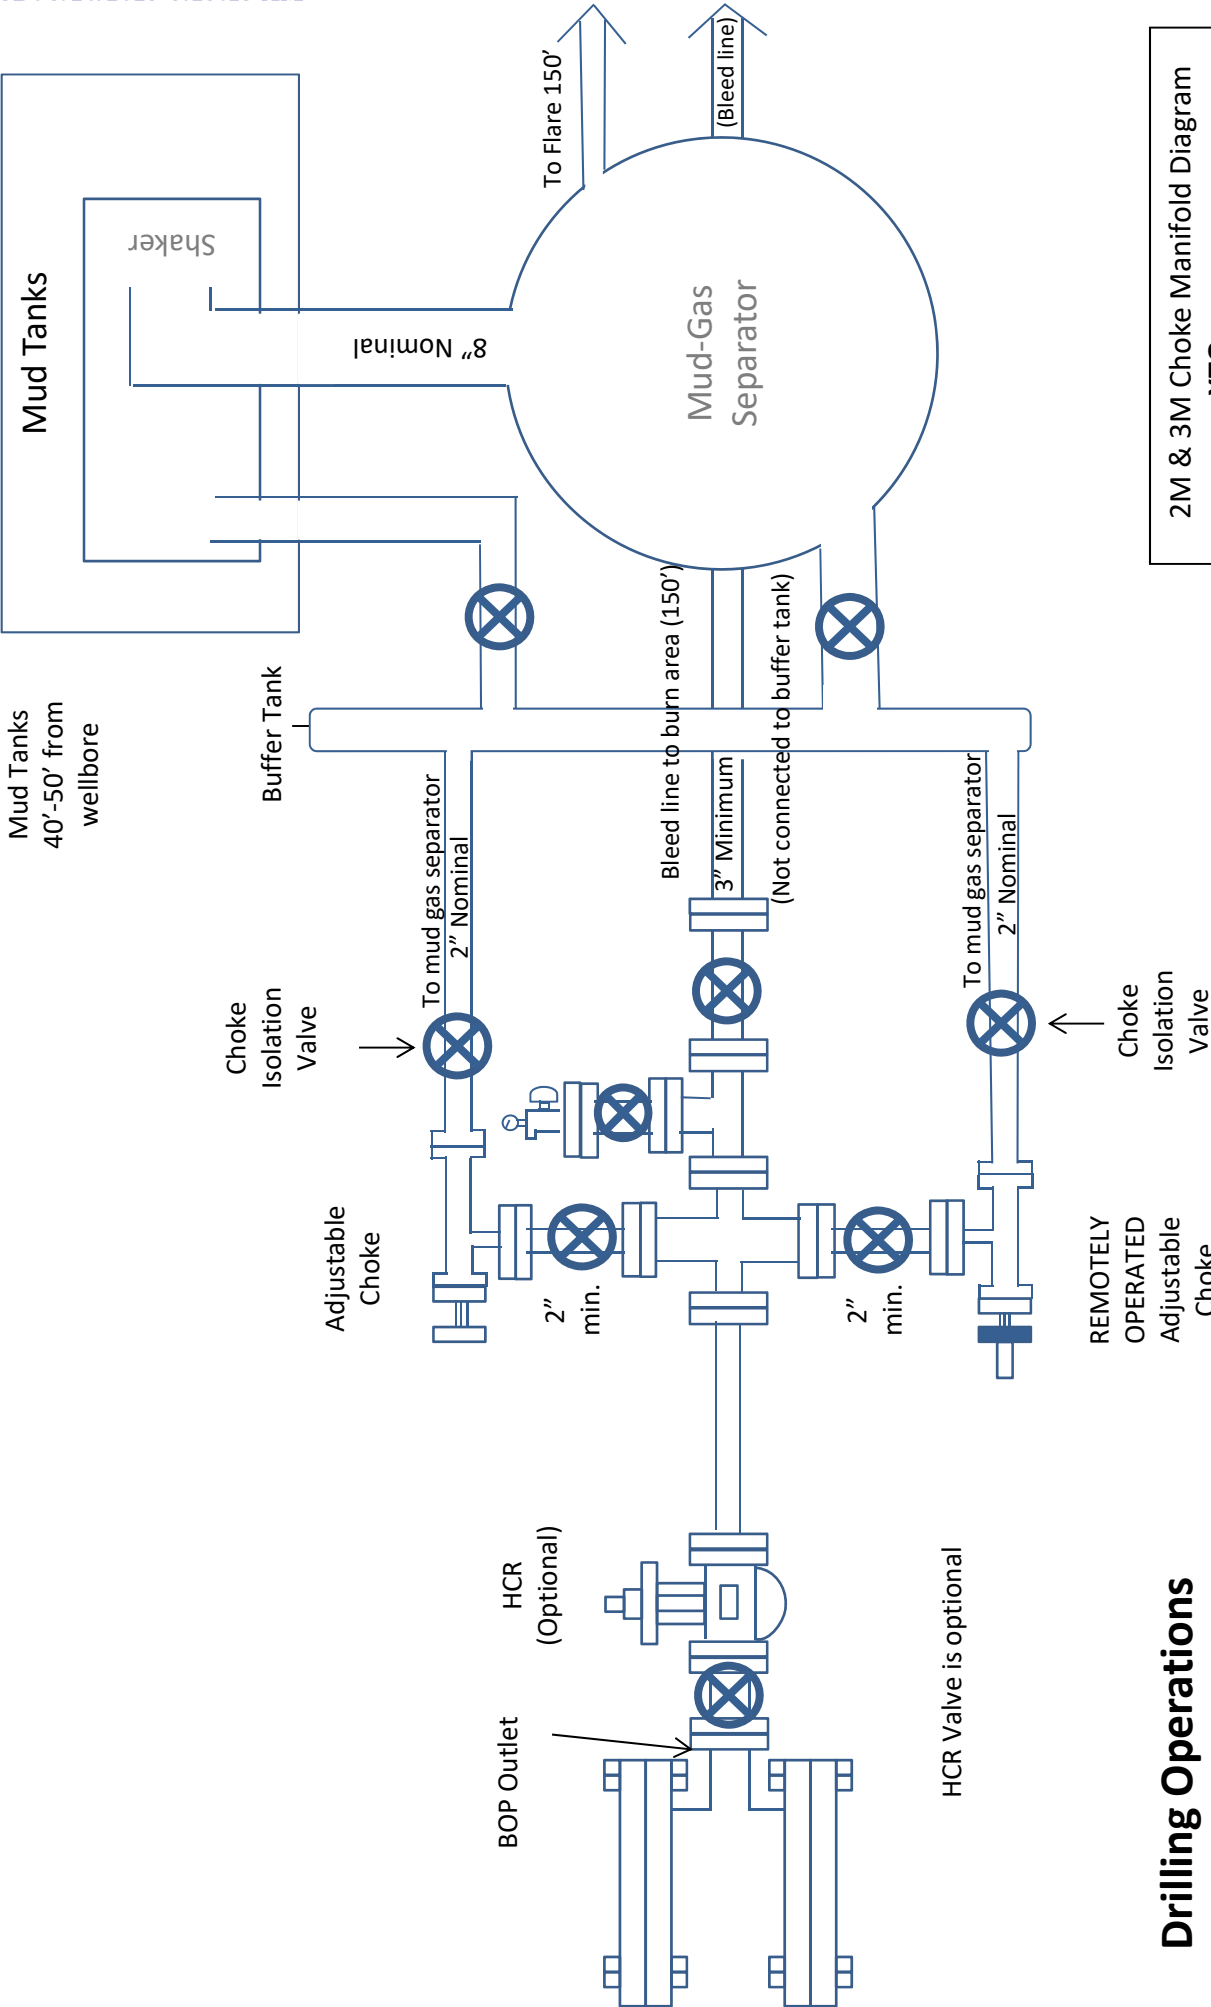 Mud Tanks
Shaker
8” Nominal
To Flare 150’
(Bleed line)
Mud-Gas
Separator
Mud Tanks
40’-50’ from
wellbore
Buffer Tank
Bleed line to burn area (150’)
3” Minimum
(Not connected to buffer tank)
To mud gas separator
2” Nominal
To mud gas separator
2” Nominal
Choke
Isolation
Valve
Choke
Isolation
Valve
Adjustable
Choke
2”
min.
2”
min.
REMOTELY
OPERATED
Adjustable
Choke
HCR
(Optional)
BOP Outlet
HCR Valve is optional
Drilling Operations
2M & 3M Choke Manifold Diagram